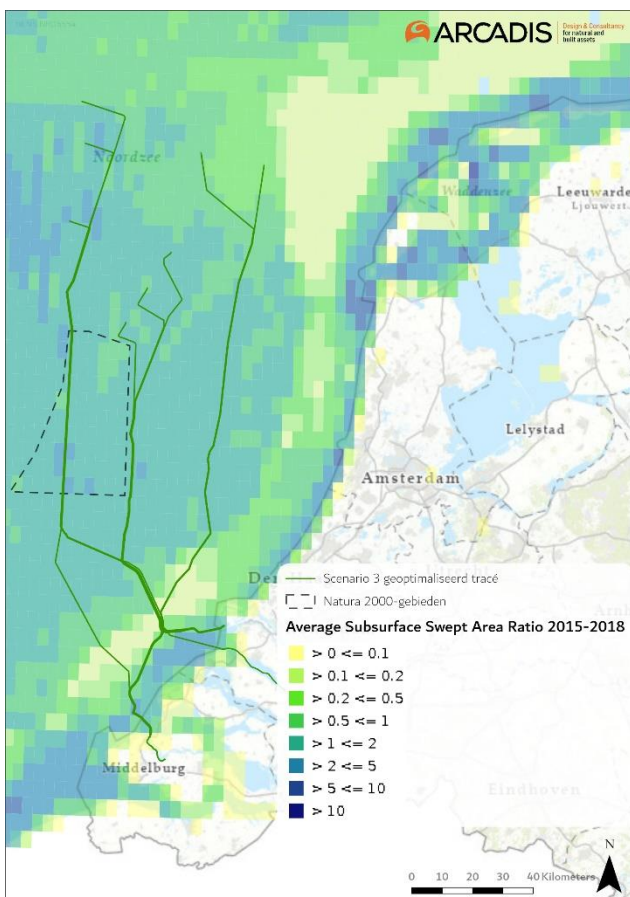 ARCADIS
Design & Consultancy
for natural and
built assets
Noordzee
Waddenzee
Leeuwarde
Ljouwert.
Lelystad
Amsterdam
De
Scenario 3 geoptimaliseerd tracé
Natura 2000-gebieden
Average Subsurface Swept Area Ratio 2015-2018
> 0 <= 0.1
> 0.1 <= 0.2
> 0.2 <= 0.5
> 0.5 <= 1
> 1 <= 2
> 2 <= 5
> 5 <= 10
> 10
Middelburg
Eindhoven
N
0 10 20 30 40 Kilometers